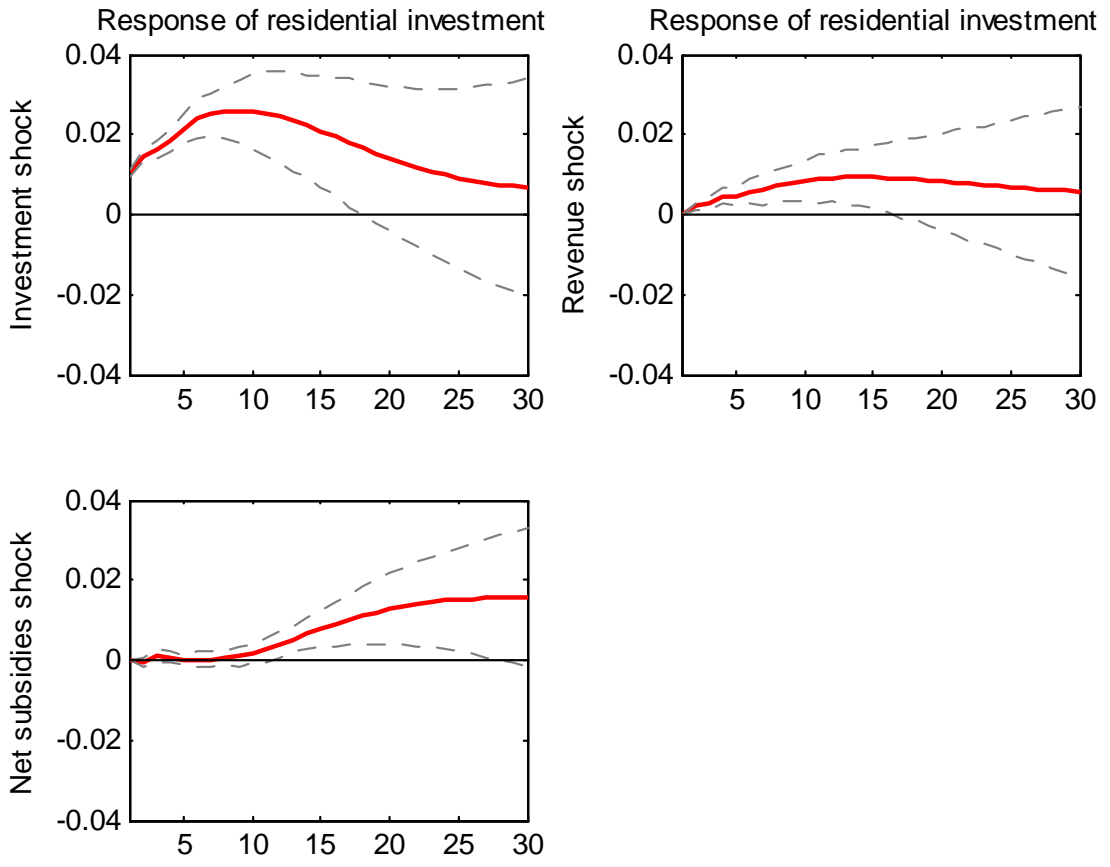 Response of residential investment
Investment shock
0.04
0.02
0
-0.02
-0.04
5 10 15 20 25 30
Response of residential investment
Revenue shock
0.04
0.02
0
-0.02
-0.04
5 10 15 20 25 30
Net subsidies shock
0.04
0.02
0
-0.02
-0.04
5 10 15 20 25 30